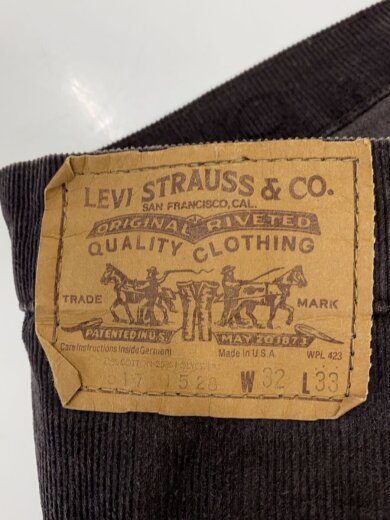 LEVI STRAUSS & CO.
SAN FRANCISCO, CAL.
ORIGINAL RIVETED
QUALITY CLOTHING
TRADE MARK
PATENTED IN U.S. MAY 20 1873
Care Instructions Inside Garment Made in U.S.A. WPL 423
W 32 L 33